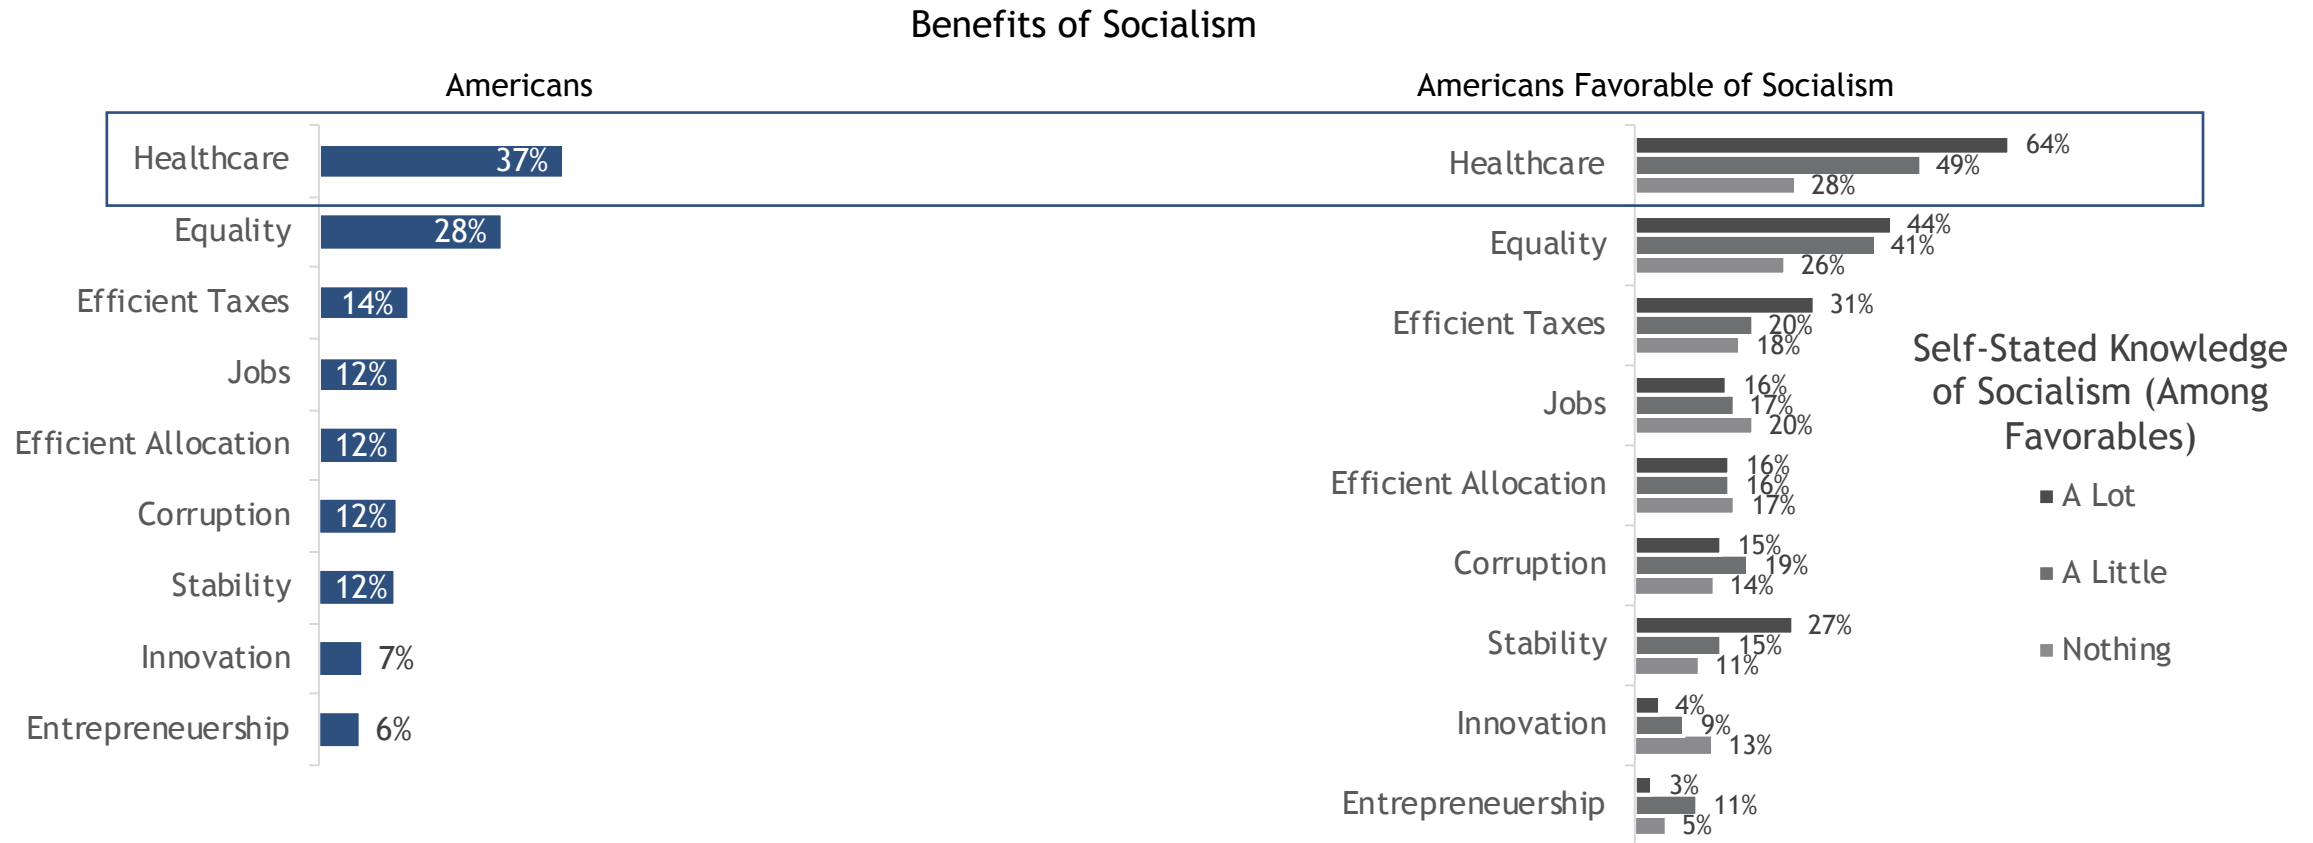 Benefits of Socialism
Americans
Healthcare
37%
Equality
28%
Efficient Taxes
14%
Jobs
12%
Efficient Allocation
12%
Corruption
12%
Stability
12%
Innovation
7%
Entrepreneuership
6%
Americans Favorable of Socialism
Healthcare
64%
49%
28%
Equality
44%
41%
26%
Efficient Taxes
31%
20%
18%
Jobs
16%
17%
20%
Efficient Allocation
16%
16%
17%
Corruption
15%
19%
14%
Stability
27%
15%
11%
Innovation
4%
9%
13%
Entrepreneuership
3%
11%
5%
Self-Stated Knowledge
of Socialism (Among
Favorables)
A Lot
A Little
Nothing